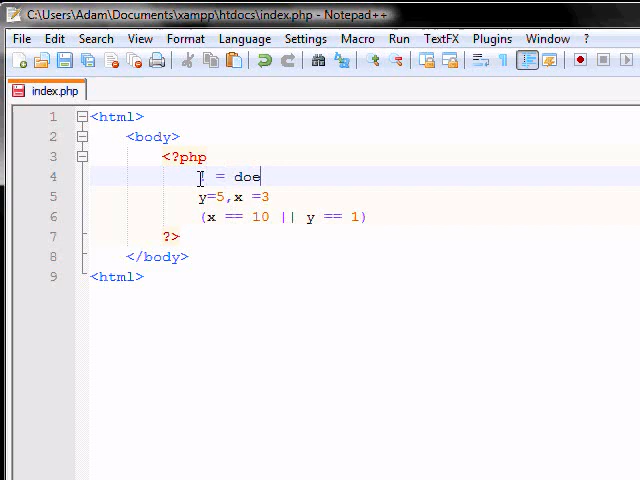 C:\Users\Adam\Documents\xampp\htdocs\index.php - Notepad++
File Edit Search View Format Encoding Language Settings Macro Run TextFX Plugins Window ?
index.php
1 <html>
2 <body>
3 <?php
4 ! = doe
5 y=5,x =3
6 (x == 10 || y == 1)
7 ?>
8 </body>
9 <html>